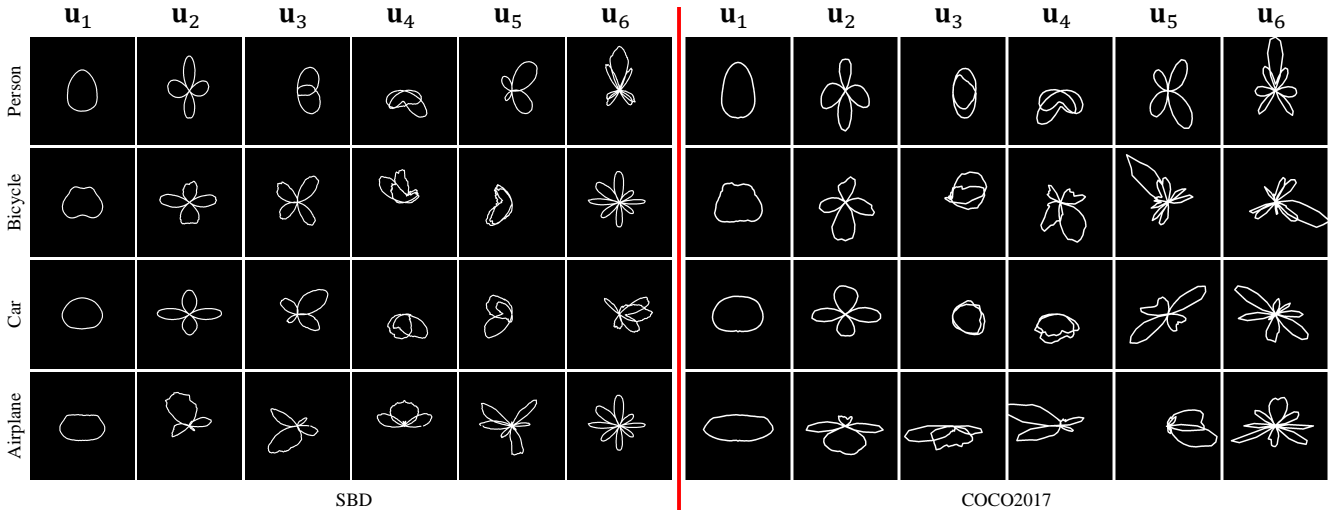 u₁ u₂ u₃ u₄ u₅ u₆ u₁ u₂ u₃ u₄ u₅ u₆
Person
Bicycle
Car
Airplane
SBD COCO2017